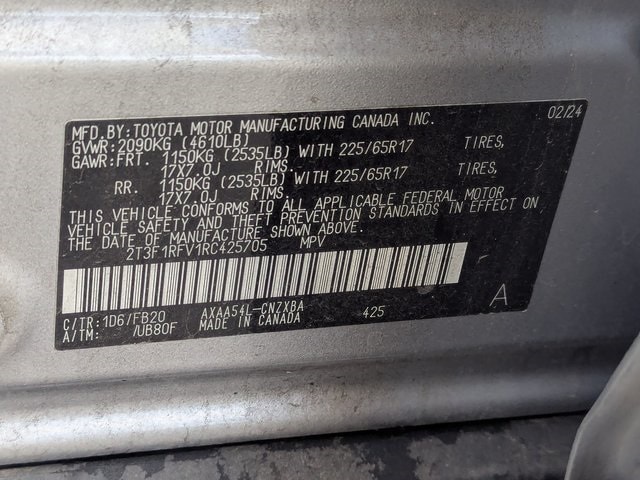 MFD.BY:TOYOTA MOTOR MANUFACTURING CANADA INC. 02/24
GVWR:2090KG (4610LB)
GAWR:FRT. 1150KG (2535LB) WITH 225/65R17 TIRES,
17X7.0J RIMS.
RR. 1150KG (2535LB) WITH 225/65R17 TIRES,
17X7.0J RIMS.
THIS VEHICLE CONFORMS TO ALL APPLICABLE FEDERAL MOTOR
VEHICLE SAFETY AND THEFT PREVENTION STANDARDS IN EFFECT ON
THE DATE OF MANUFACTURE SHOWN ABOVE.
2T3F1RFV1RC425705 MPV
C/TR:1D6/FB20 AXAA54L-CNZXBA 425 A
A/TM: /UB80F MADE IN CANADA